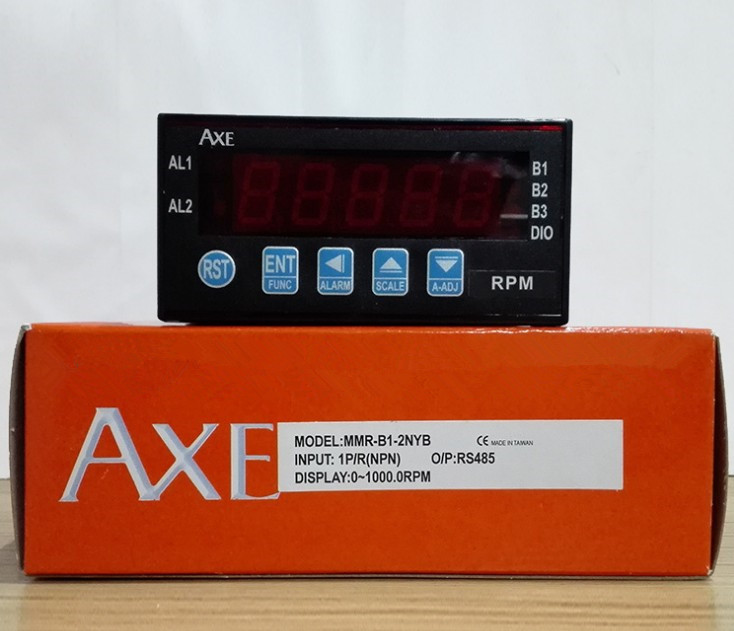 AXE
AL1
B1
B2
AL2
B3
DIO
RST
ENT
FUNC
ALARM
SCALE
A-ADJ
RPM
AXE
MODEL:MMR-B1-2NYB CE MADE IN TAIWAN
INPUT: 1P/R(NPN) O/P:RS485
DISPLAY:0~1000.0RPM